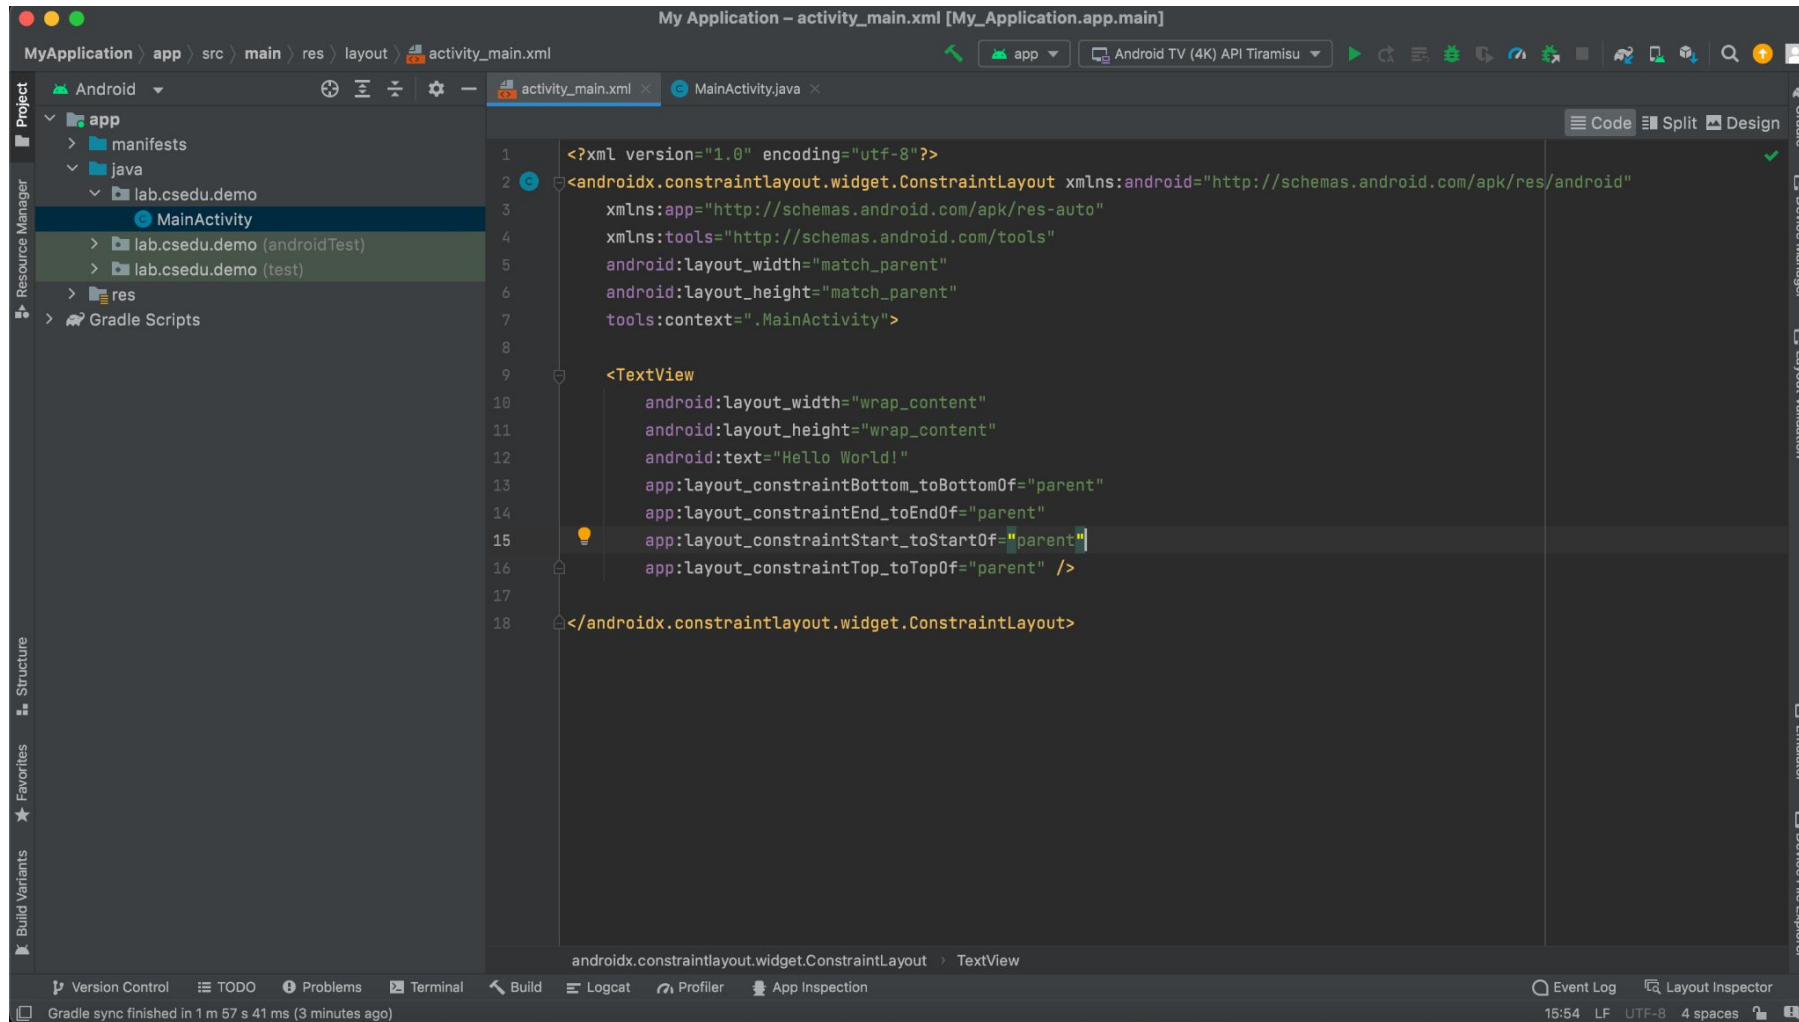 My Application – activity_main.xml [My_Application.app.main]
MyApplication app src main res layout activity_main.xml
app Android TV (4K) API Tiramisu
Project
Resource Manager
Structure
Favorites
Build Variants
Android
app
manifests
java
lab.csedu.demo
MainActivity
lab.csedu.demo (androidTest)
lab.csedu.demo (test)
res
Gradle Scripts
activity_main.xml MainActivity.java
Code Split Design
1 <?xml version="1.0" encoding="utf-8"?>
2 <androidx.constraintlayout.widget.ConstraintLayout xmlns:android="http://schemas.android.com/apk/res/android"
3 xmlns:app="http://schemas.android.com/apk/res-auto"
4 xmlns:tools="http://schemas.android.com/tools"
5 android:layout_width="match_parent"
6 android:layout_height="match_parent"
7 tools:context=".MainActivity">
8
9 <TextView
10 android:layout_width="wrap_content"
11 android:layout_height="wrap_content"
12 android:text="Hello World!"
13 app:layout_constraintBottom_toBottomOf="parent"
14 app:layout_constraintEnd_toEndOf="parent"
15 app:layout_constraintStart_toStartOf="parent"
16 app:layout_constraintTop_toTopOf="parent" />
17
18 </androidx.constraintlayout.widget.ConstraintLayout>
androidx.constraintlayout.widget.ConstraintLayout TextView
Version Control TODO Problems Terminal Build Logcat Profiler App Inspection Event Log Layout Inspector
Gradle sync finished in 1 m 57 s 41 ms (3 minutes ago) 15:54 LF UTF-8 4 spaces